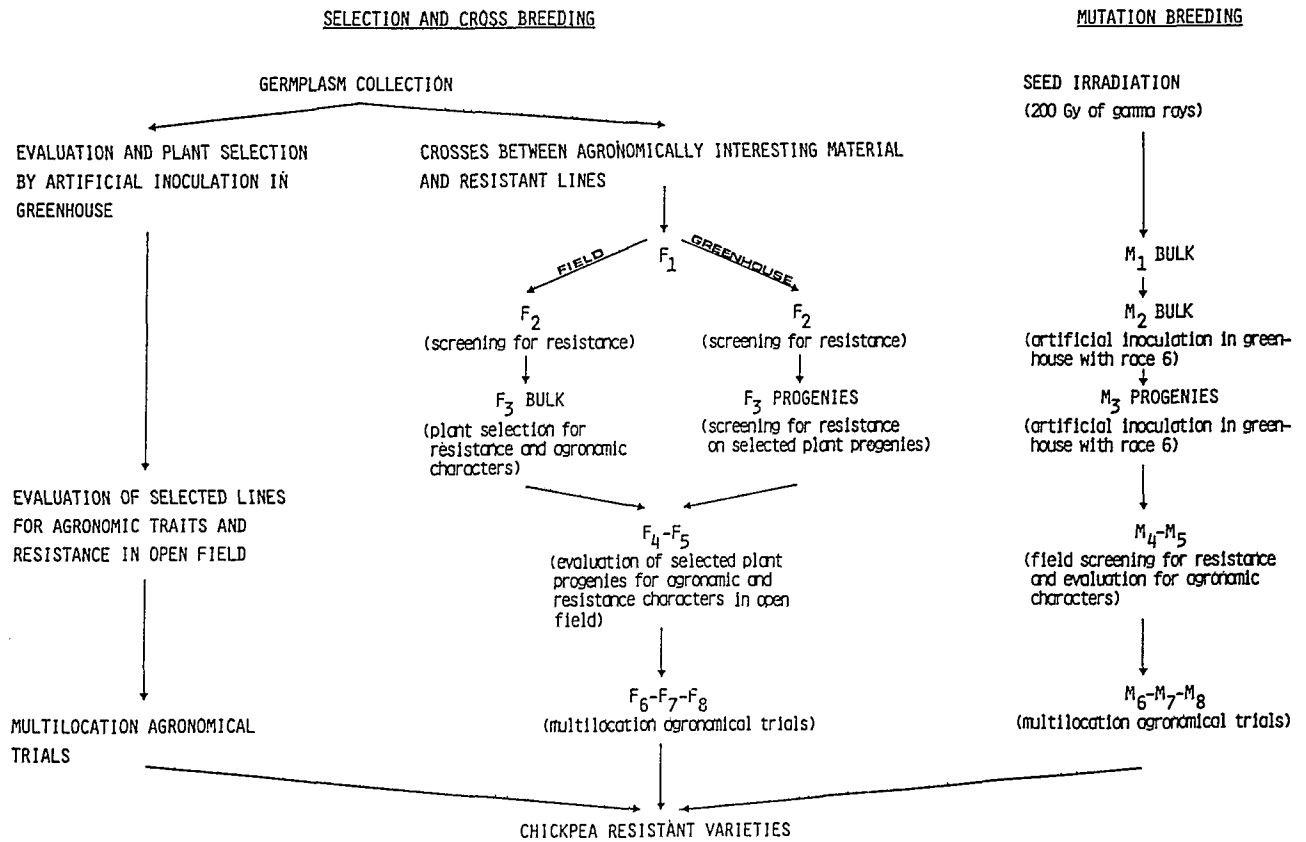 SELECTION AND CROSS BREEDING
MUTATION BREEDING
GERMPLASM COLLECTION
SEED IRRADIATION
(200 Gy of gamma rays)
EVALUATION AND PLANT SELECTION
BY ARTIFICIAL INOCULATION IN
GREENHOUSE
CROSSES BETWEEN AGRONOMICALLY INTERESTING MATERIAL
AND RESISTANT LINES
FIELD
F1
GREENHOUSE
M1 BULK
F2
(screening for resistance)
F2
(screening for resistance)
M2 BULK
(artificial inoculation in green-
house with race 6)
F3 BULK
(plant selection for
resistance and agronomic
characters)
F3 PROGENIES
(screening for resistance
on selected plant progenies)
M3 PROGENIES
(artificial inoculation in green-
house with race 6)
EVALUATION OF SELECTED LINES
FOR AGRONOMIC TRAITS AND
RESISTANCE IN OPEN FIELD
F4-F5
(evaluation of selected plant
progenies for agronomic and
resistance characters in open
field)
M4-M5
(field screening for resistance
and evaluation for agronomic
characters)
MULTILOCATION AGRONOMICAL
TRIALS
F6-F7-F8
(multilocation agronomical trials)
M6-M7-M8
(multilocation agronomical trials)
CHICKPEA RESISTANT VARIETIES